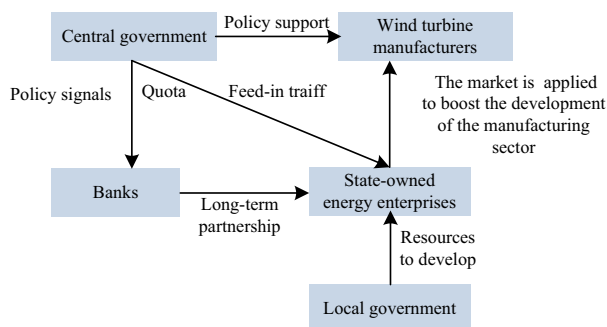 Central government
Policy support
Wind turbine
manufacturers
Policy signals
Quota
Feed-in traiff
The market is applied
to boost the development
of the manufacturing
sector
Banks
Long-term
partnership
State-owned
energy enterprises
Resources
to develop
Local government